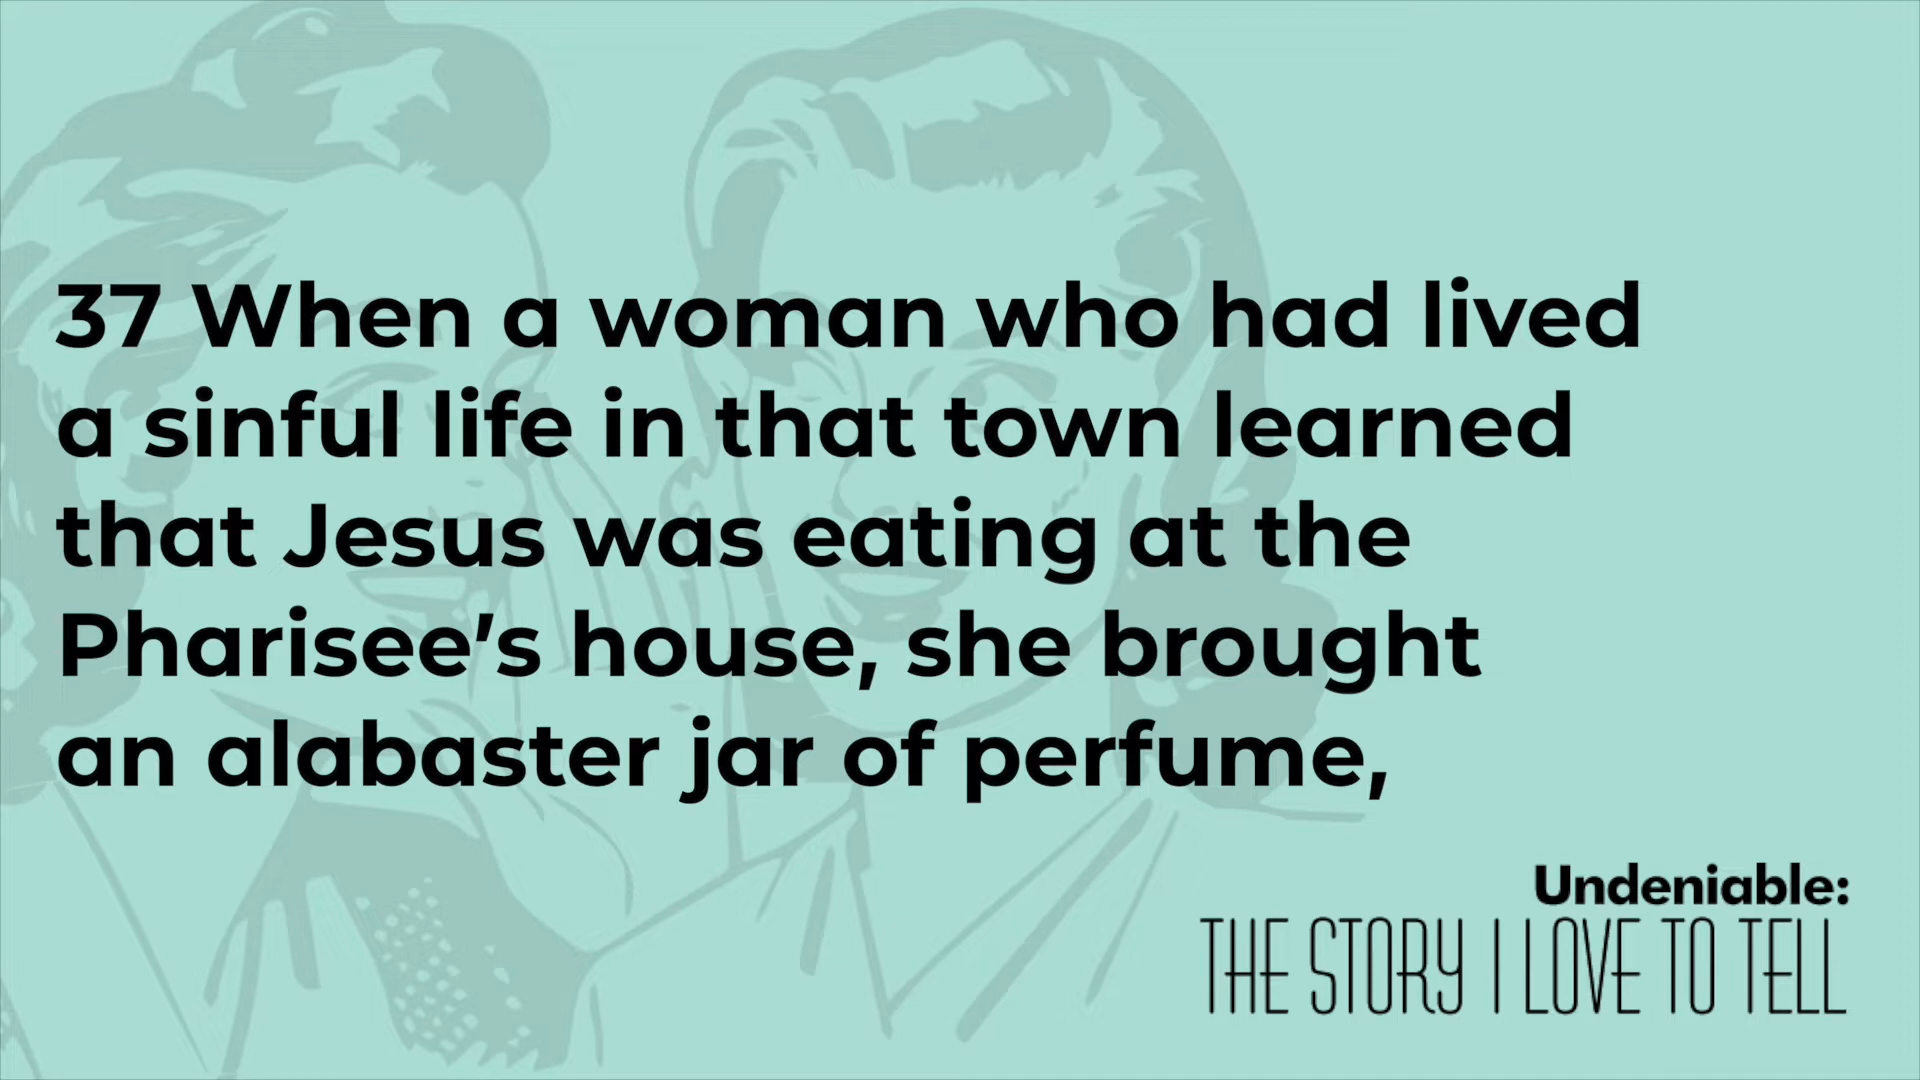 37 When a woman who had lived
a sinful life in that town learned
that Jesus was eating at the
Pharisee’s house, she brought
an alabaster jar of perfume,
Undeniable:
THE STORY I LOVE TO TELL